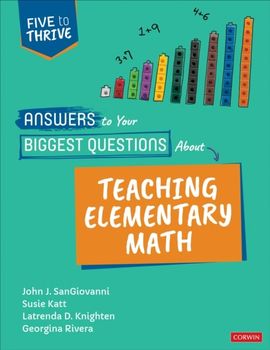 FIVE to
THRIVE
3+7
2+9
4+6
ANSWERS to Your
BIGGEST QUESTIONS About
TEACHING
ELEMENTARY
MATH
John J. SanGiovanni
Susie Katt
Latrenda D. Knighten
Georgina Rivera
CORWIN